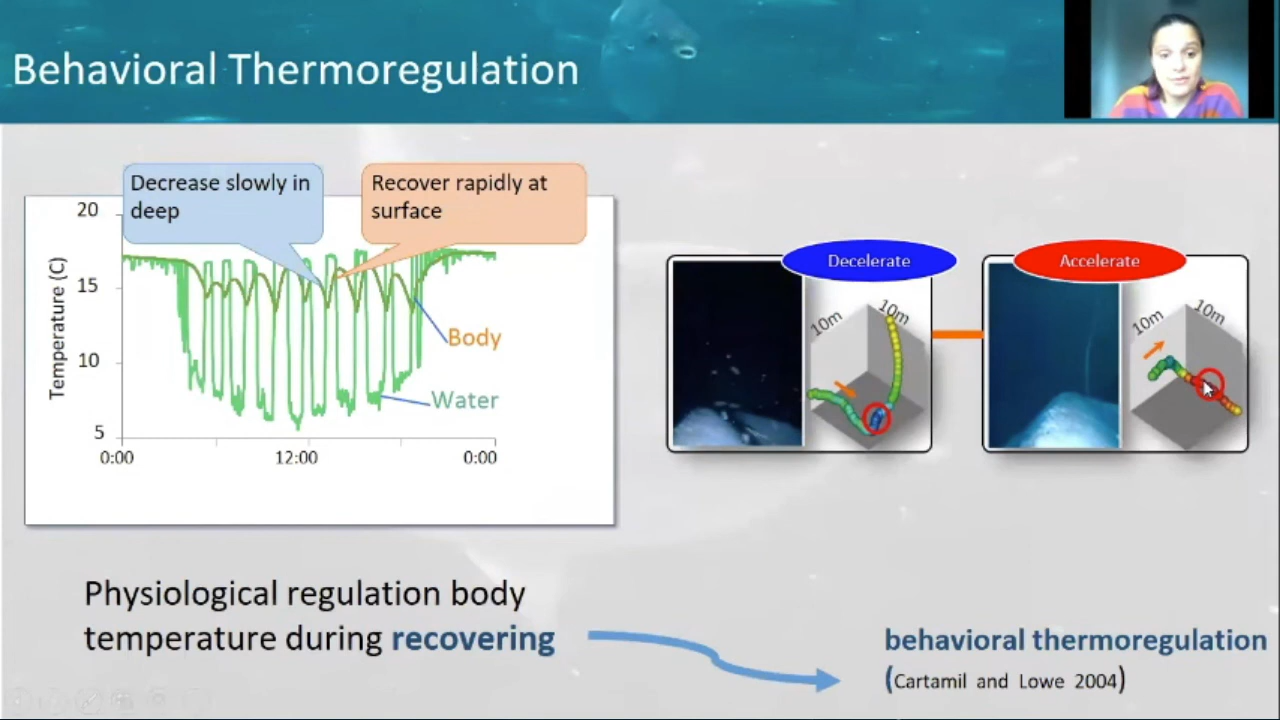 Behavioral Thermoregulation
Decrease slowly in
deep
Recover rapidly at
surface
20
15
10
5
Temperature (C)
Body
Water
0:00
12:00
0:00
Decelerate
10m
10m
Accelerate
10m
10m
Physiological regulation body
temperature during recovering
behavioral thermoregulation
(Cartamil and Lowe 2004)